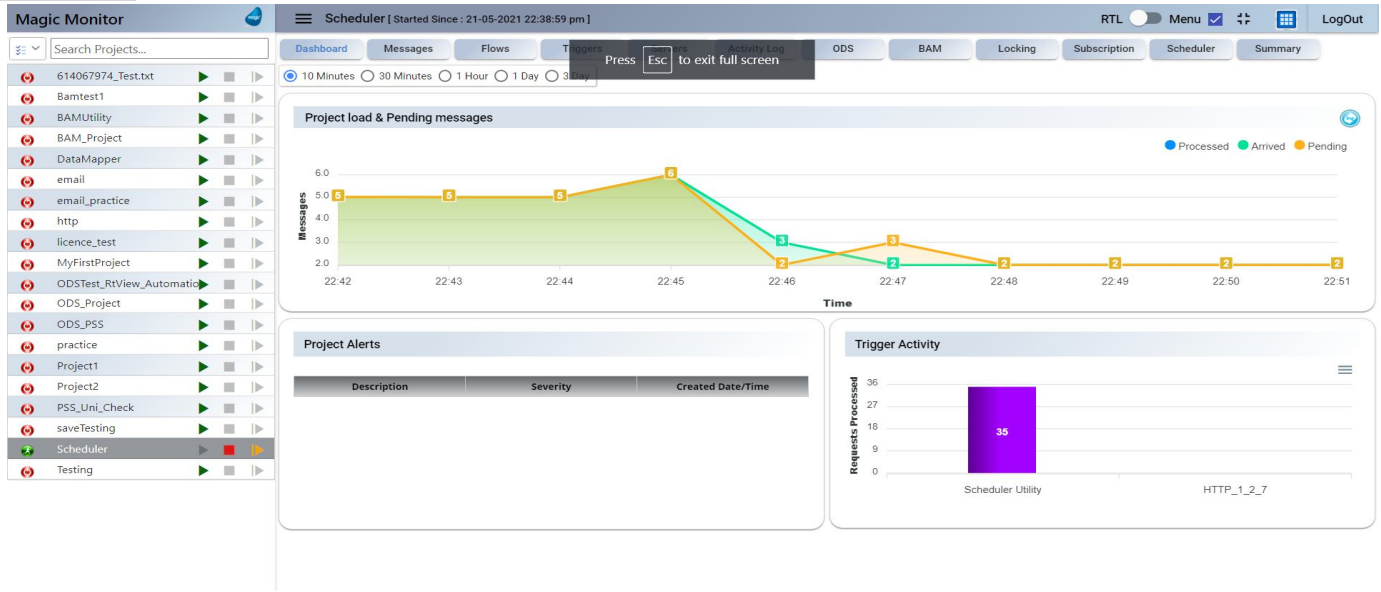 Magic Monitor
magic
Scheduler [ Started Since : 21-05-2021 22:38:59 pm ]
RTL Menu LogOut
Search Projects...
Dashboard Messages Flows Triggers Servers Activity Log ODS BAM Locking Subscription Scheduler Summary
Press Esc to exit full screen
10 Minutes 30 Minutes 1 Hour 1 Day 3 Day
614067974_Test.txt
Bamtest1
BAMUtility
BAM_Project
DataMapper
email
email_practice
http
licence_test
MyFirstProject
ODSTest_RtView_Automatio
ODS_Project
ODS_PSS
practice
Project1
Project2
PSS_Uni_Check
saveTesting
Scheduler
Testing
Project load & Pending messages
Processed Arrived Pending
Messages
6.0
5.0
4.0
3.0
2.0
5 5 5 6 3 2 3 2 2 2 2 2
22:42 22:43 22:44 22:45 22:46 22:47 22:48 22:49 22:50 22:51
Time
Project Alerts
Description Severity Created Date/Time
Trigger Activity
Requests Processed
36
27
18
9
0
35
Scheduler Utility HTTP_1_2_7